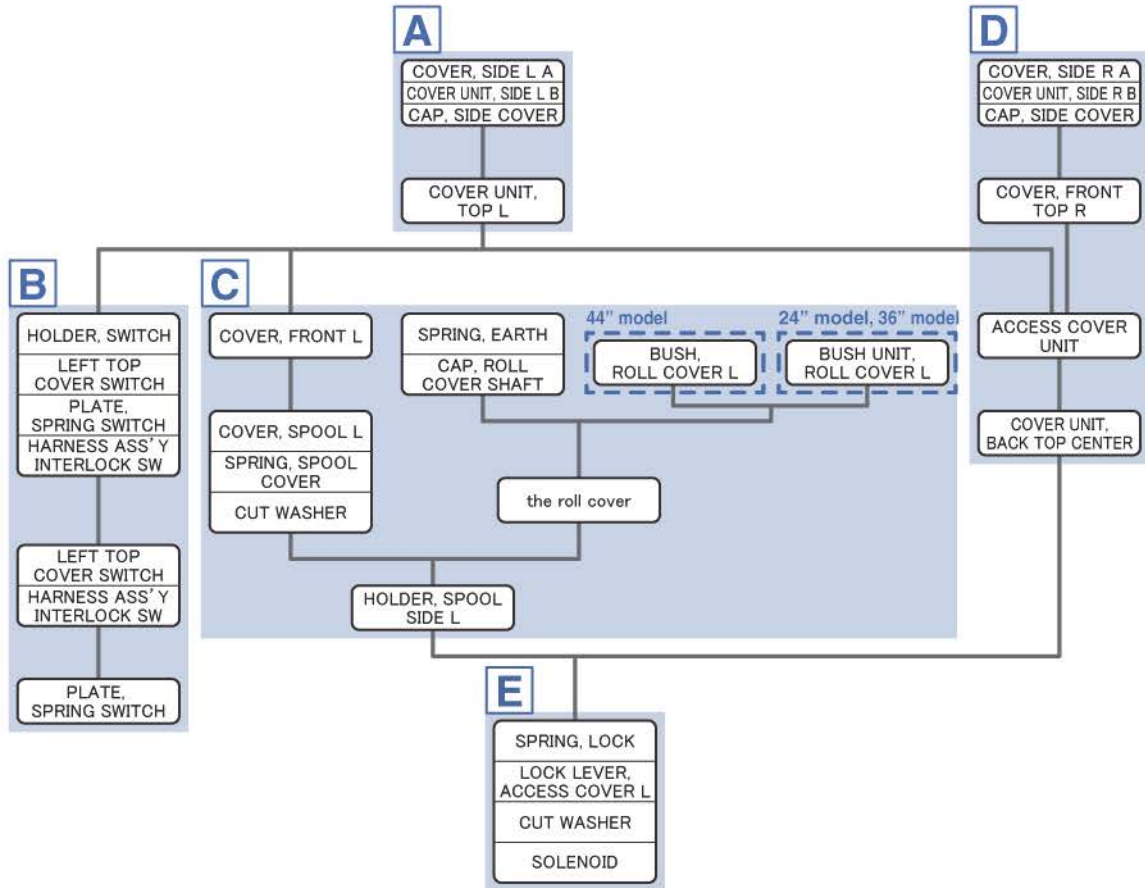 A
COVER, SIDE L A
COVER UNIT, SIDE L B
CAP, SIDE COVER
COVER UNIT,
TOP L
D
COVER, SIDE R A
COVER UNIT, SIDE R B
CAP, SIDE COVER
COVER, FRONT
TOP R
ACCESS COVER
UNIT
COVER UNIT,
BACK TOP CENTER
B
HOLDER, SWITCH
LEFT TOP
COVER SWITCH
PLATE,
SPRING SWITCH
HARNESS ASS'Y
INTERLOCK SW
LEFT TOP
COVER SWITCH
HARNESS ASS'Y
INTERLOCK SW
PLATE,
SPRING SWITCH
C
COVER, FRONT L
COVER, SPOOL L
SPRING, SPOOL
COVER
CUT WASHER
SPRING, EARTH
CAP, ROLL
COVER SHAFT
44” model
BUSH,
ROLL COVER L
24” model, 36” model
BUSH UNIT,
ROLL COVER L
the roll cover
HOLDER, SPOOL
SIDE L
E
SPRING, LOCK
LOCK LEVER,
ACCESS COVER L
CUT WASHER
SOLENOID